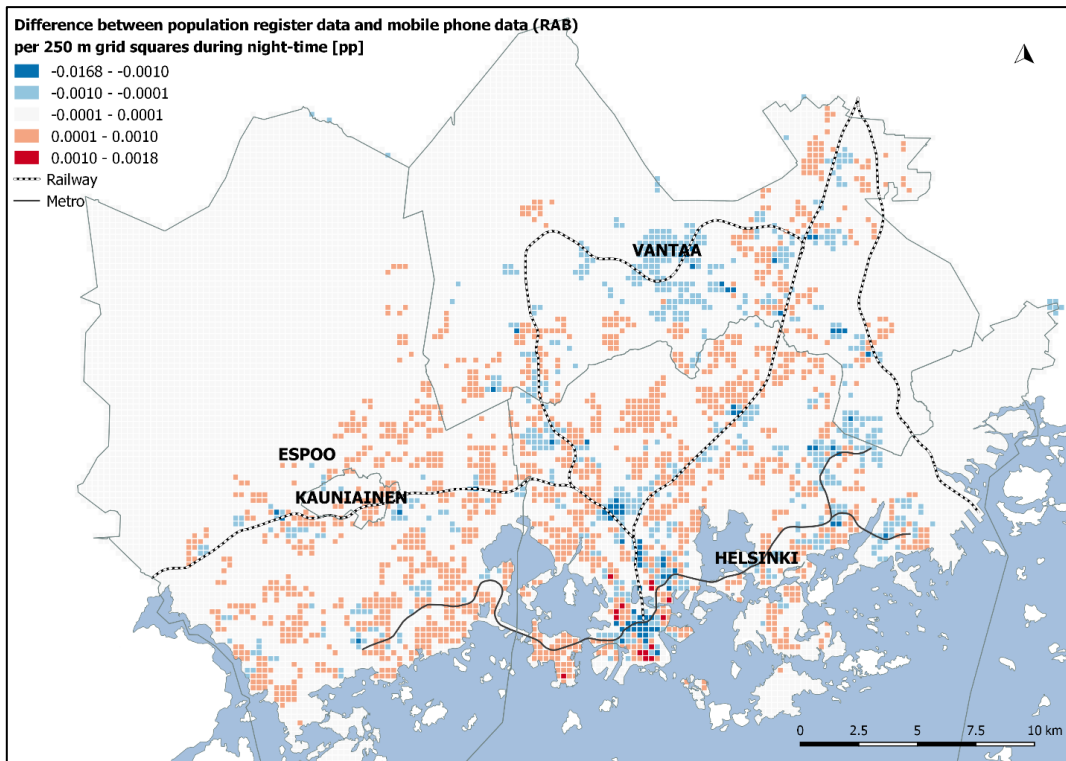 Difference between population register data and mobile phone data (RAB)
per 250 m grid squares during night-time [pp]
-0.0168 - -0.0010
-0.0010 - -0.0001
-0.0001 - 0.0001
0.0001 - 0.0010
0.0010 - 0.0018
Railway
Metro
VANTAA
ESPOO
KAUNIAINEN
HELSINKI
0 2.5 5 7.5 10 km